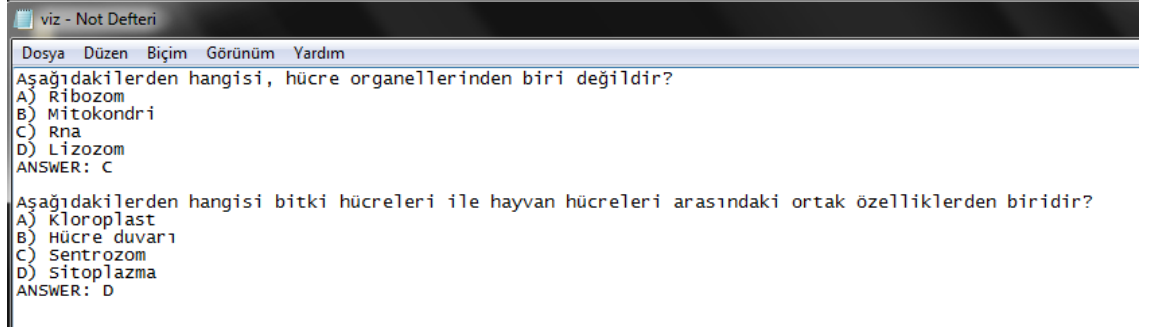 viz - Not Defteri
Dosya Düzen Biçim Görünüm Yardım
Aşağıdakilerden hangisi, hücre organellerinden biri değildir?
A) Ribozom
B) Mitokondri
C) Rna
D) Lizozom
ANSWER: C
Aşağıdakilerden hangisi bitki hücreleri ile hayvan hücreleri arasındaki ortak özelliklerden biridir?
A) Kloroplast
B) Hücre duvarı
C) Sentrozom
D) Sitoplazma
ANSWER: D